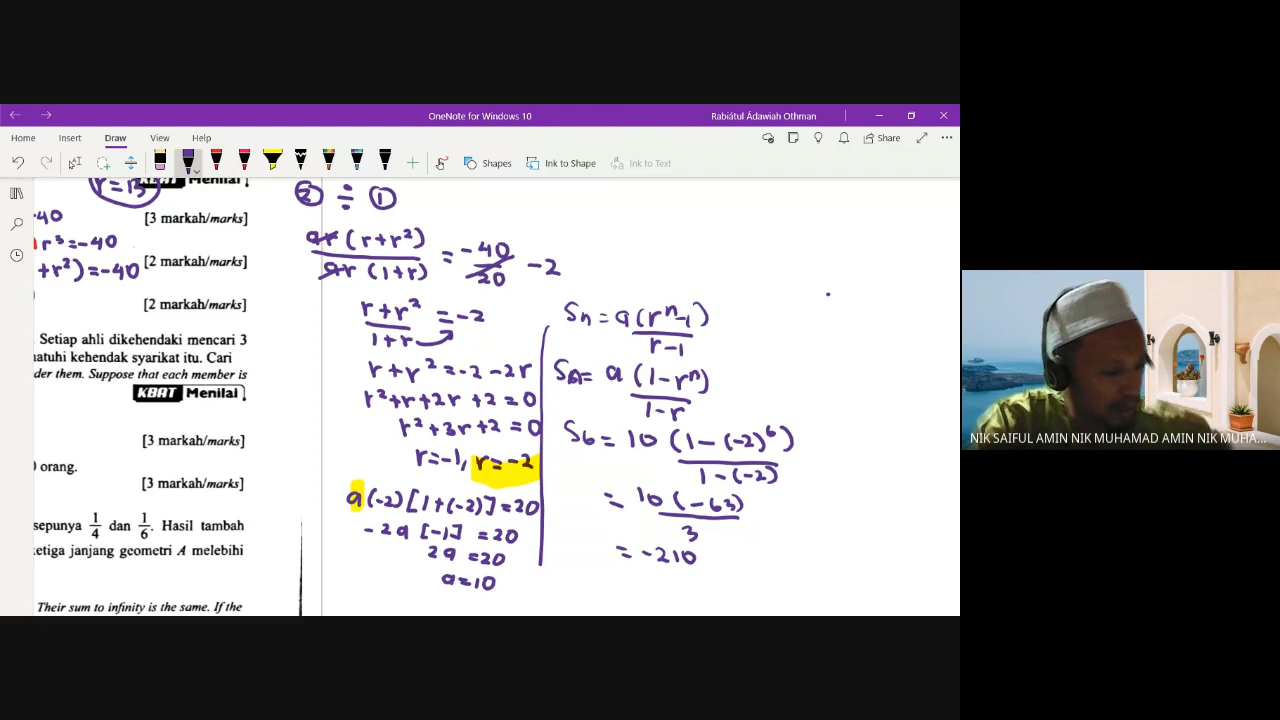 OneNote for Windows 10
Rabiátul Ádawiah Othman
Home Insert Draw View Help
Share
Shapes
Ink to Shape
Ink to Text
r=13
KBAT Menilai
-40
[3 markah/marks]
r³=-40
[2 markah/marks]
+r²)=-40
[2 markah/marks]
. Setiap ahli dikehendaki mencari 3
natuhi kehendak syarikat itu. Cari
der them. Suppose that each member is
KBAT Menilai
[3 markah/marks]
) orang.
[3 markah/marks]
sepunya 1/4 dan 1/6. Hasil tambah
ketiga janjang geometri A melebihi
Their sum to infinity is the same. If the
② ÷ ①
ar(r+r²)/ar(1+r) = -40/20 -2
r+r²/1+r = -2
r+r²=-2-2r
r²+r+2r+2=0
r²+3r+2=0
r=-1, r=-2
a(-2)[1+(-2)]=20
-2a[-1] =20
2a=20
a=10
Sn = a(rⁿ-1)/r-1
Sn= a(1-rⁿ)/1-r
S6 = 10(1-(-2)⁶)/1-(-2)
= 10(-63)/3
= -210
NIK SAIFUL AMIN NIK MUHAMAD AMIN NIK MUHA...